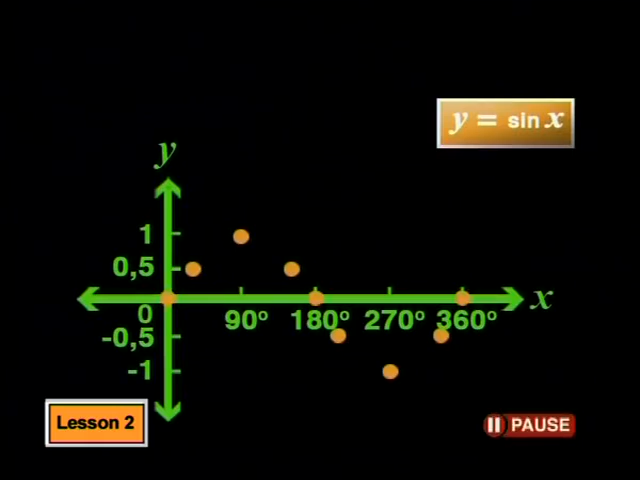 y = sin x
y
1
0,5
0
-0,5
-1
90° 180° 270° 360°
x
Lesson 2
PAUSE